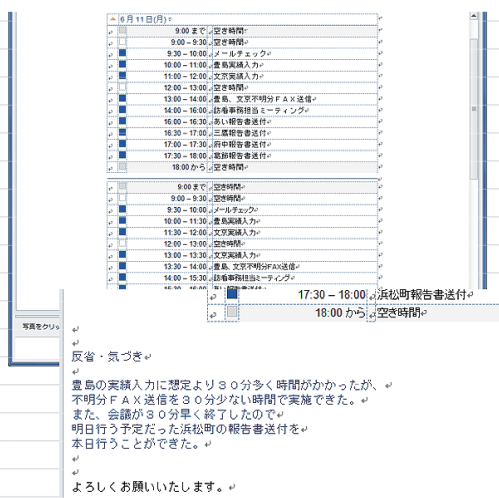 6月11日(月)
9:00 まで 空き時間
9:00 – 9:30 空き時間
9:30 – 10:00 メールチェック
10:00 – 11:00 豊島実績入力
11:00 – 12:00 文京実績入力
12:00 – 13:00 空き時間
13:00 – 14:00 豊島、文京不明分ＦＡＸ送信
14:00 – 16:00 訪看事務担当ミーティング
16:00 – 16:30 あい報告書送付
16:30 – 17:00 三鷹報告書送付
17:00 – 17:30 府中報告書送付
17:30 – 18:00 葛飾報告書送付
18:00 から 空き時間
9:00 まで 空き時間
9:00 – 9:30 空き時間
9:30 – 10:00 メールチェック
10:00 – 11:30 豊島実績入力
11:30 – 12:00 文京実績入力
12:00 – 13:00 空き時間
13:00 – 13:30 文京実績入力
13:30 – 14:00 豊島、文京不明分FAX送信
14:00 – 15:30 訪看事務担当ミーティング
17:30 – 18:00 浜松町報告書送付
18:00 から 空き時間
写真をクリッ
反省・気づき
豊島の実績入力に想定より３０分多く時間がかかったが、
不明分ＦＡＸ送信を３０分少ない時間で実施できた。
また、会議が３０分早く終了したので
明日行う予定だった浜松町の報告書送付を
本日行うことができた。
よろしくお願いいたします。